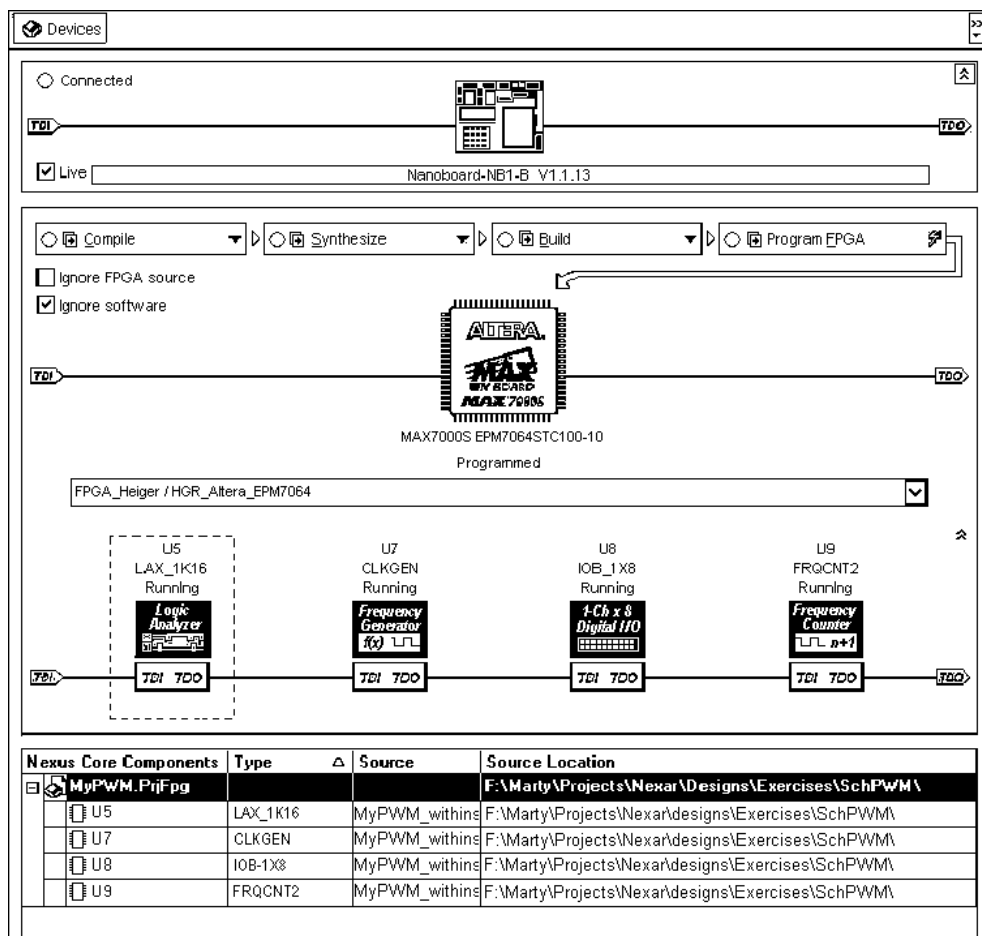 Devices
Connected
TDI TDO
Live Nanoboard-NB1-B V1.1.13
Compile Synthesize Build Program FPGA
Ignore FPGA source
Ignore software
ALTERA.
MAX
BOARD
TDI TDO
MAX7000S EPM7064STC100-10
Programmed
FPGA_Heiger / HGR_Altera_EPM7064
U5 U7 U8 U9
LAX_1K16 CLKGEN IOB_1X8 FRQCNT2
Running Running Running Running
Logic Frequency 1-Ch x 8 Frequency
Analyzer Generator Digital I/O Counter
f(x) n+1
TDI TDI TDO TDI TDO TDI TDO TDI TDO TDO
Nexus Core Components Type Source Source Location
MyPWM.PrjFpg F:\Marty\Projects\Nexar\Designs\Exercises\SchPWM\
U5 LAX_1K16 MyPWM_withins F:\Marty\Projects\Nexar\designs\Exercises\SchPWM\
U7 CLKGEN MyPWM_withins F:\Marty\Projects\Nexar\designs\Exercises\SchPWM\
U8 IOB-1X8 MyPWM_withins F:\Marty\Projects\Nexar\designs\Exercises\SchPWM\
U9 FRQCNT2 MyPWM_withins F:\Marty\Projects\Nexar\designs\Exercises\SchPWM\